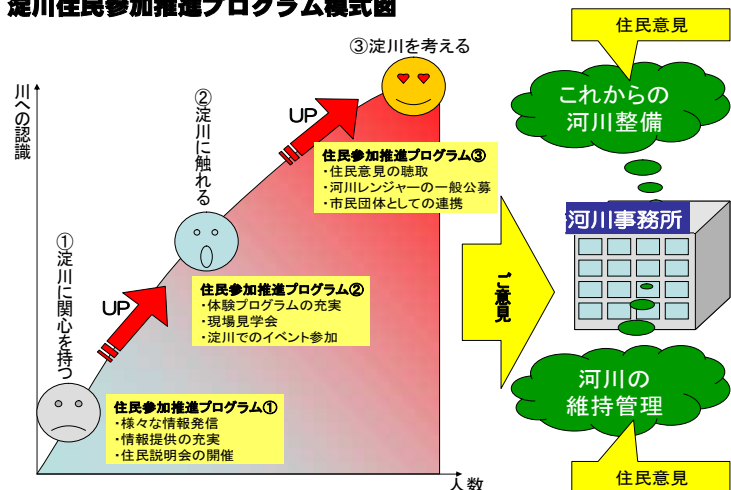 淀川住民参加推進プログラム模式図
川への認識
③淀川を考える
UP
②淀川に触れる
住民参加推進プログラム③
・住民意見の聴取
・河川レンジャーの一般公募
・市民団体としての連携
①淀川に関心を持つ
UP
住民参加推進プログラム②
・体験プログラムの充実
・現場見学会
・淀川でのイベント参加
住民参加推進プログラム①
・様々な情報発信
・情報提供の充実
・住民説明会の開催
人数
ご意見
住民意見
これからの
河川整備
河川事務所
河川の
維持管理
住民意見